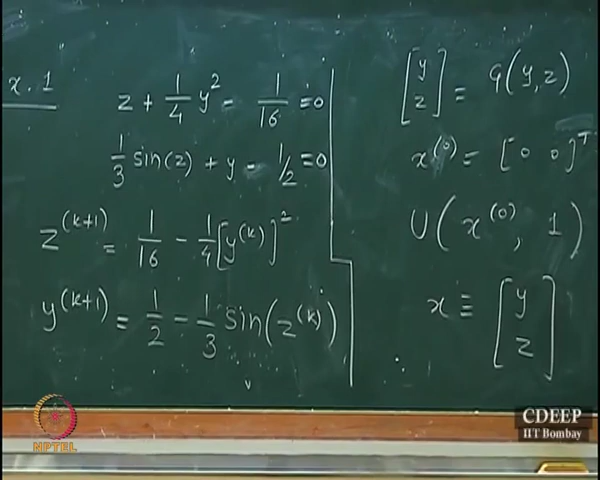 x. 1
z + 1/4 y² - 1/16 = 0
1/3 sin(z) + y - 1/2 = 0
z^(k+1) = 1/16 - 1/4 [y^(k)]²
y^(k+1) = 1/2 - 1/3 sin(z^(k))
[y z] = G(y, z)
x^(0) = [0 0]^T
U(x^(0), 1)
x ≡ [y z]
NPTEL
CDEEP
IIT Bombay